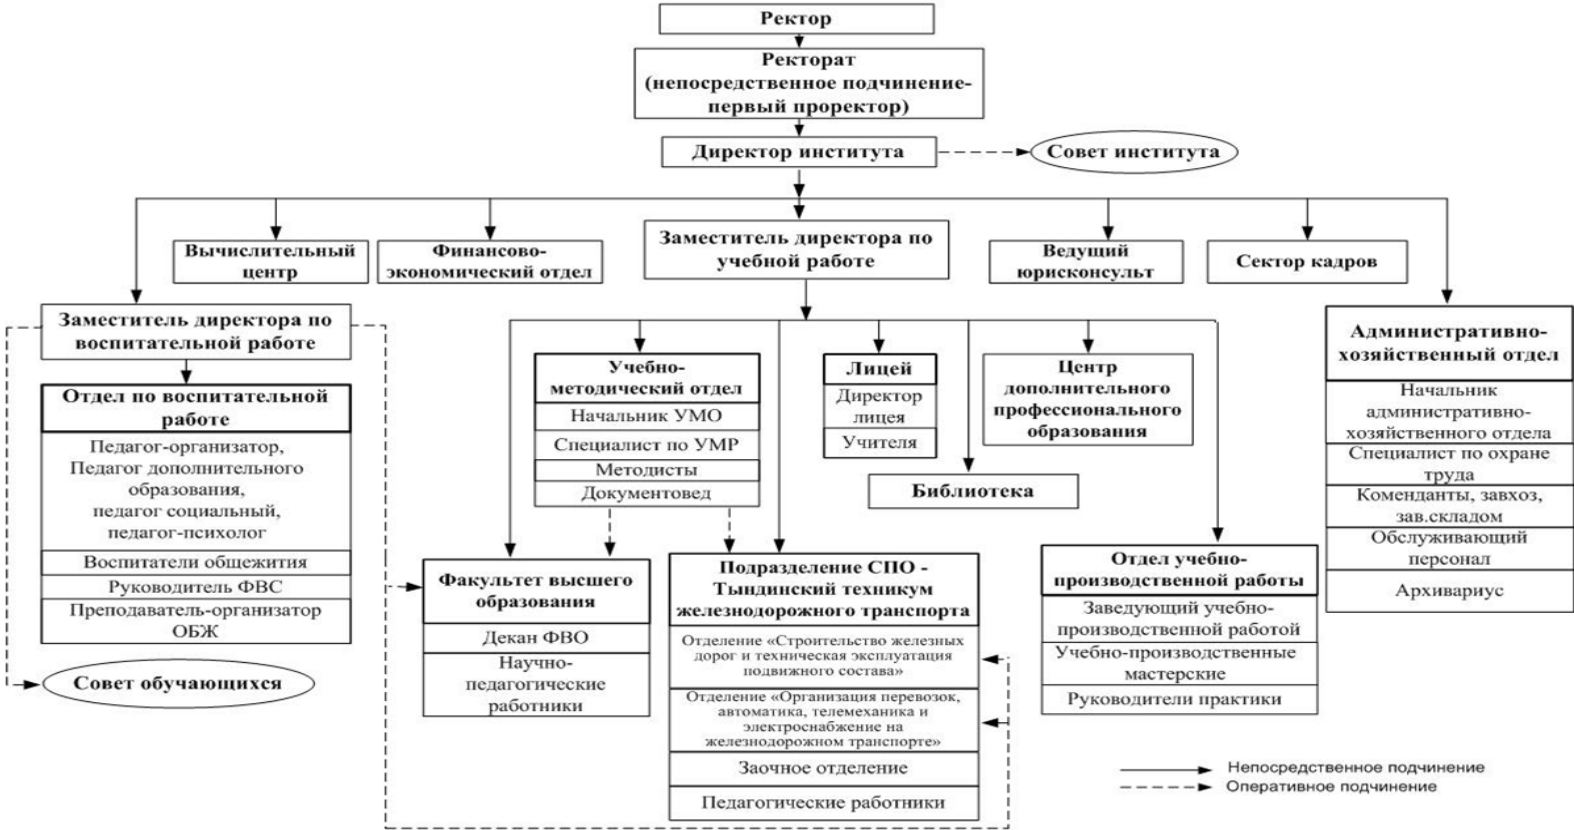 Ректор
Ректорат
(непосредственное подчинение-
первый проректор)
Директор института
Совет института
Вычислительный
центр
Финансово-
экономический отдел
Заместитель директора по
учебной работе
Ведущий
юрисконсульт
Сектор кадров
Заместитель директора по
воспитательной работе
Отдел по воспитательной
работе
Педагог-организатор,
Педагог дополнительного
образования,
педагог социальный,
педагог-психолог
Воспитатели общежития
Руководитель ФВС
Преподаватель-организатор
ОБЖ
Совет обучающихся
Учебно-
методический отдел
Начальник УМО
Специалист по УМР
Методисты
Документовед
Лицей
Директор
лицея
Учителя
Центр
дополнительного
профессионального
образования
Библиотека
Административно-
хозяйственный отдел
Начальник
административно-
хозяйственного отдела
Специалист по охране
труда
Коменданты, завхоз,
зав.складом
Обслуживающий
персонал
Архивариус
Факультет высшего
образования
Декан ФВО
Научно-
педагогические
работники
Подразделение СПО -
Тындинский техникум
железнодорожного транспорта
Отделение «Строительство железных
дорог и техническая эксплуатация
подвижного состава»
Отделение «Организация перевозок,
автоматика, телемеханика и
электроснабжение на
железнодорожном транспорте»
Заочное отделение
Педагогические работники
Отдел учебно-
производственной работы
Заведующий учебно-
производственной работой
Учебно-производственные
мастерские
Руководители практики
Непосредственное подчинение
Оперативное подчинение